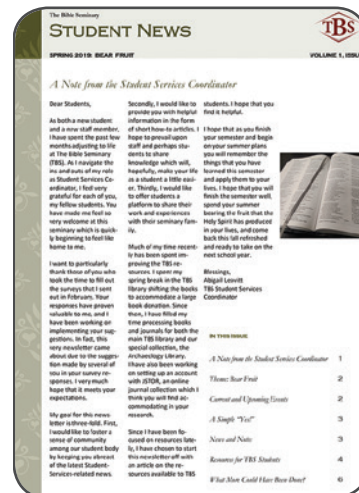 The Bible Seminary
STUDENT NEWS
TBS
SPRING 2019: BEAR FRUIT
VOLUME 1, ISSU
A Note from the Student Services Coordinator
Dear Students,
As both a new student
and a new staff member,
I have spent the past few
months adjusting to life
at The Bible Seminary
(TBS). As I navigate the
ins and outs of my role
as Student Services Co-
ordinator, I feel very
grateful for each of you,
my fellow students. You
have made me feel so
very welcome at this
seminary which is quick-
ly beginning to feel like
home to me.
I want to particularly
thank those of you who
took the time to fill out
the surveys that I sent
out in February. Your
responses have proven
valuable to me, and I
have been working on
implementing your sug-
gestions. In fact, this
very newsletter came
about due to the sugges-
tion made by several of
you in your survey re-
sponses. I very much
hope that it meets your
expectations.
My goal for this news-
letter is three-fold. First,
I would like to foster a
sense of community
among our student body
by keeping you abreast
of the latest Student-
Services-related news.
Secondly, I would like to
provide you with helpful
information in the form
of short how-to articles. I
hope to prevail upon
staff and perhaps stu-
dents to share
knowledge which will,
hopefully, make your life
as a student a little easi-
er. Thirdly, I would like
to offer students a
platform to share their
work and experiences
with their seminary fam-
ily.
Much of my time recent-
ly has been spent im-
proving the TBS re-
sources. I spent my
spring break in the TBS
library shifting the books
to accommodate a large
book donation. Since
then, I have filled my
time processing books
and journals for both the
main TBS library and our
special collection, the
Archaeology Library.
I have also been working
on setting up an account
with JSTOR, an online
journal collection which I
think you will find ac-
commodating in your
research.
Since I have been fo-
cused on resources late-
ly, I have chosen to start
this newsletter off with
an article on the re-
sources available to TBS
students. I hope that you
find it helpful.
I hope that as you finish
your semester and begin
on your summer plans
you will remember the
things that you have
learned this semester
and apply them to your
lives. I hope that you will
finish the semester well,
spend your summer
bearing the fruit that the
Holy Spirit has produced
in your lives, and come
back this fall refreshed
and ready to take on the
next school year.
Blessings,
Abigail Leavitt
TBS Student Services
Coordinator
IN THIS ISSUE
A Note from the Student Services Coordinator 1
Theme: Bear Fruit 2
Current and Upcoming Events 2
A Simple "Yes!" 3
News and Notes 3
Resources for TBS Students 4
What More Could Have Been Done? 6